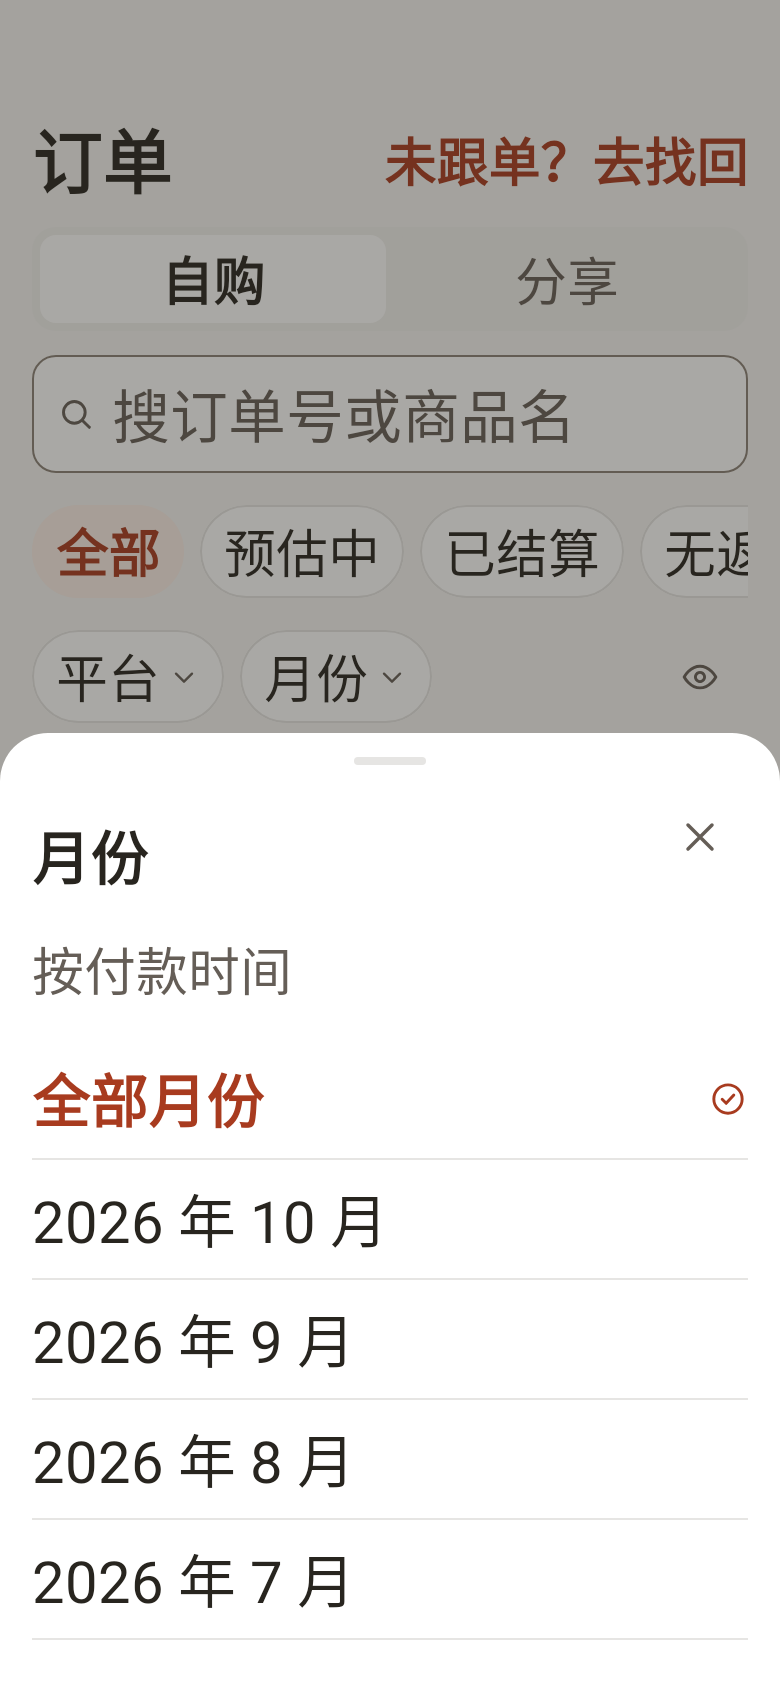 订单
未跟单？去找回
自购
分享
搜订单号或商品名
全部
预估中
已结算
无返
平台
月份
月份
按付款时间
全部月份
2026 年 10 月
2026 年 9 月
2026 年 8 月
2026 年 7 月